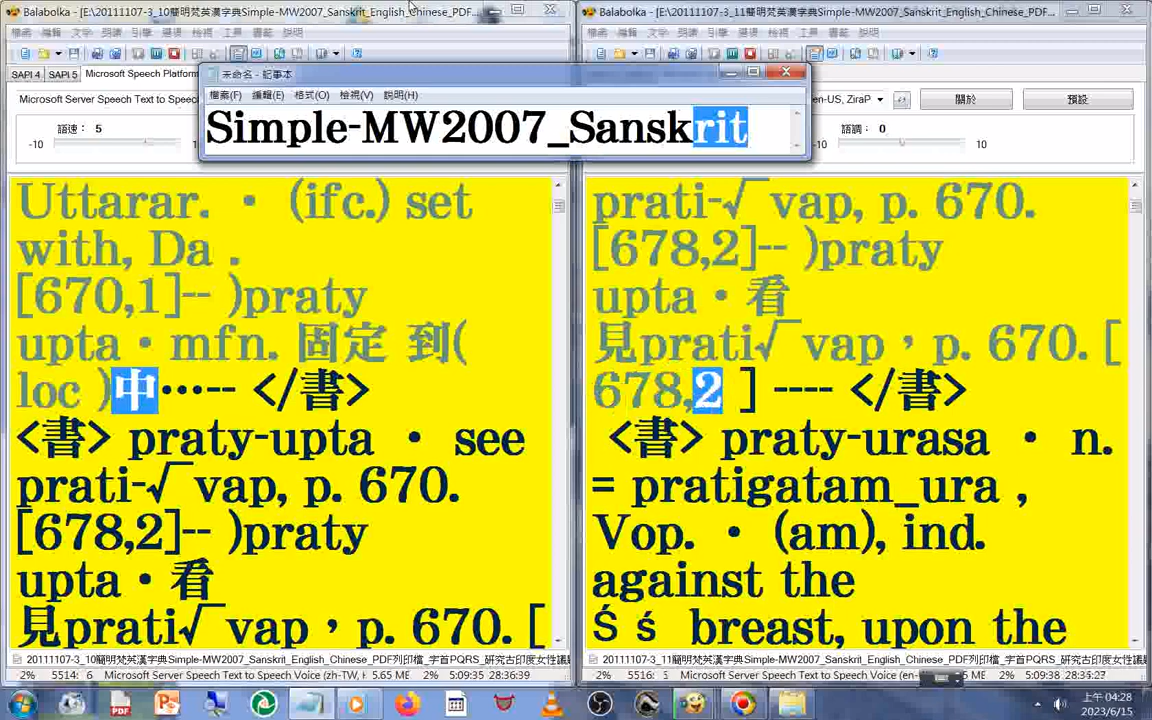 Balabolka - [E:\20111107-3_10簡明梵英漢字典Simple-MW2007_Sanskrit_English_Chinese_PDF...
Balabolka - [E:\20111107-3_11簡明梵英漢字典Simple-MW2007_Sanskrit_English_Chinese_PDF...
SAPI 4
SAPI 5
Microsoft Speech Platform
未命名 - 記事本
檔案(F) 編輯(E) 格式(O) 檢視(V) 說明(H)
Simple-MW2007_Sanskrit
Microsoft Server Speech Text to Speec
en-US, ZiraP
關於
預設
語速： 5
-10
語調： 0
10
Uttarar. • (ifc.) set
with, Da .
[670,1]-- )praty
upta • mfn. 固定 到(
loc )中…-- </書>
<書> praty-upta • see
prati-√ vap, p. 670.
[678,2]-- )praty
upta • 看
見prati√ vap，p. 670. [
prati-√ vap, p. 670.
[678,2]-- )praty
upta • 看
見prati√ vap，p. 670. [
678,2 ] ---- </書>
<書> praty-urasa • n.
= pratigatam_ura ,
Vop. • (am), ind.
against the
Ś ś breast, upon the
20111107-3_10簡明梵英漢字典Simple-MW2007_Sanskrit_English_Chinese_PDF列印檔_字首PQRS_研究古印度女性議
20111107-3_11簡明梵英漢字典Simple-MW2007_Sanskrit_English_Chinese_PDF列印檔_字首PQRS_研究古印度女性
2% 5514: 6 Microsoft Server Speech Text to Speech Voice (zh-TW, H 5.65 ME 2% 5:09:35 28:36:39
2% 5516: Microsoft Server Speech Text to Speech Voice (en-US, 5.65 ME 2% 5:09:38 28:36:27
上午 04:28
2023/6/15